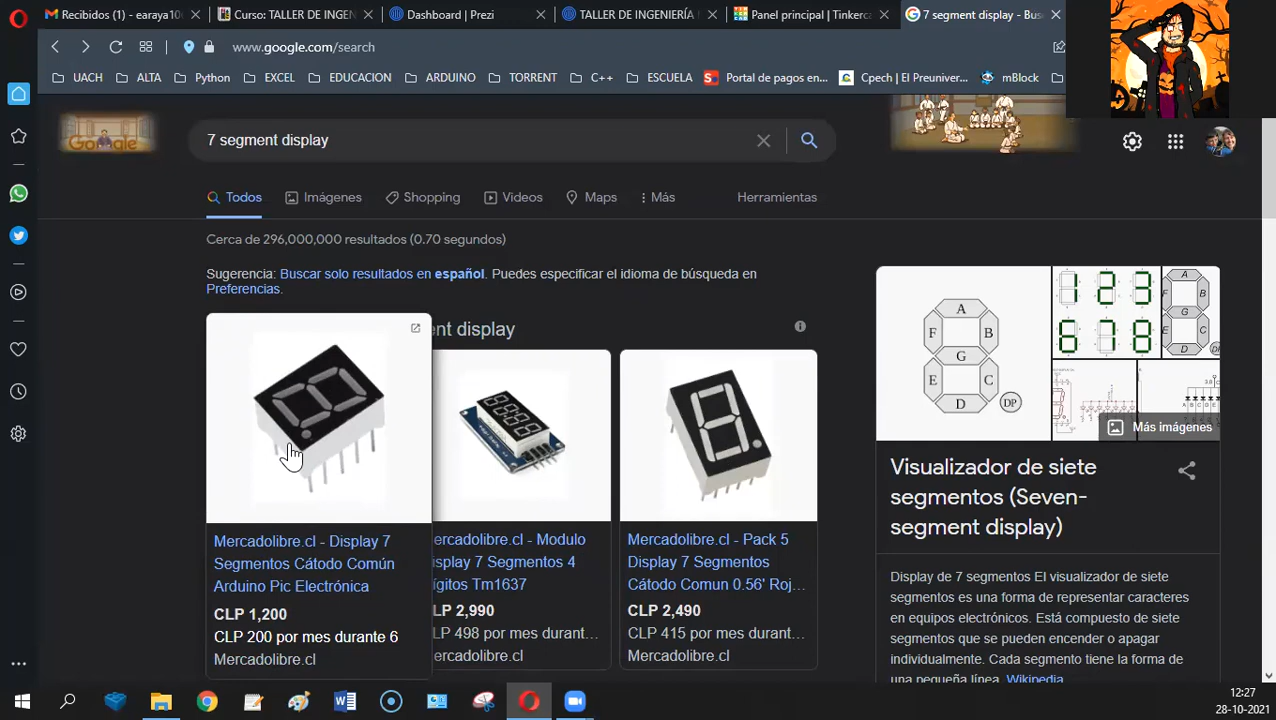 Recibidos (1) - earaya10
Curso: TALLER DE INGEN
Dashboard | Prezi
TALLER DE INGENIERÍA
Panel principal | Tinkerca
7 segment display - Bus
www.google.com/search
UACH
ALTA
Python
EXCEL
EDUCACION
ARDUINO
TORRENT
C++
ESCUELA
Portal de pagos en...
Cpech | El Preuniver...
mBlock
7 segment display
Todos
Imágenes
Shopping
Videos
Maps
Más
Herramientas
Cerca de 296,000,000 resultados (0.70 segundos)
Sugerencia: Buscar solo resultados en español. Puedes especificar el idioma de búsqueda en
Preferencias.
ent display
Mercadolibre.cl - Display 7
Segmentos Cátodo Común
Arduino Pic Electrónica
CLP 1,200
CLP 200 por mes durante 6
Mercadolibre.cl
ercadolibre.cl - Modulo
isplay 7 Segmentos 4
ígitos Tm1637
LP 2,990
LP 498 por mes durant...
ercadolibre.cl
Mercadolibre.cl - Pack 5
Display 7 Segmentos
Cátodo Comun 0.56' Roj...
CLP 2,490
CLP 415 por mes durant...
Mercadolibre.cl
A
F
B
G
E
C
D
DP
A
F
B
G
E
C
D
Más imágenes
Visualizador de siete
segmentos (Seven-
segment display)
Display de 7 segmentos El visualizador de siete
segmentos es una forma de representar caracteres
en equipos electrónicos. Está compuesto de siete
segmentos que se pueden encender o apagar
individualmente. Cada segmento tiene la forma de
una pequeña línea. Wikipedia
12:27
28-10-2021